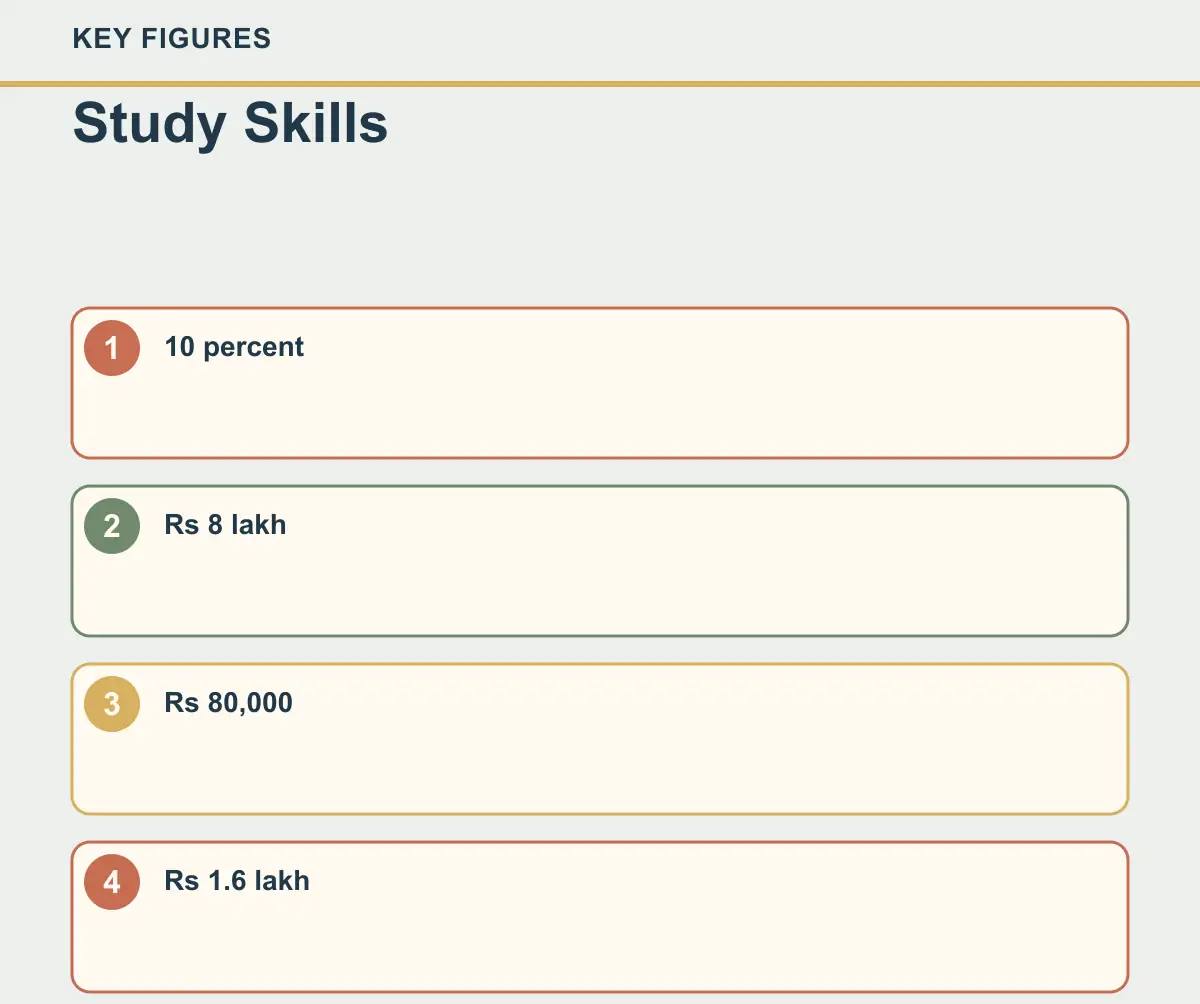 KEY FIGURES
Study Skills
1 10 percent
2 Rs 8 lakh
3 Rs 80,000
4 Rs 1.6 lakh